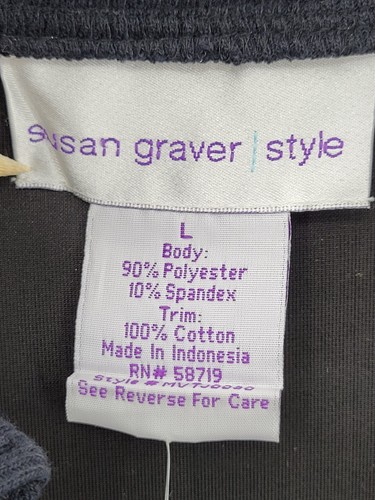 susan graver | style
L
Body:
90% Polyester
10% Spandex
Trim:
100% Cotton
Made In Indonesia
RN# 58719
Style #
See Reverse For Care